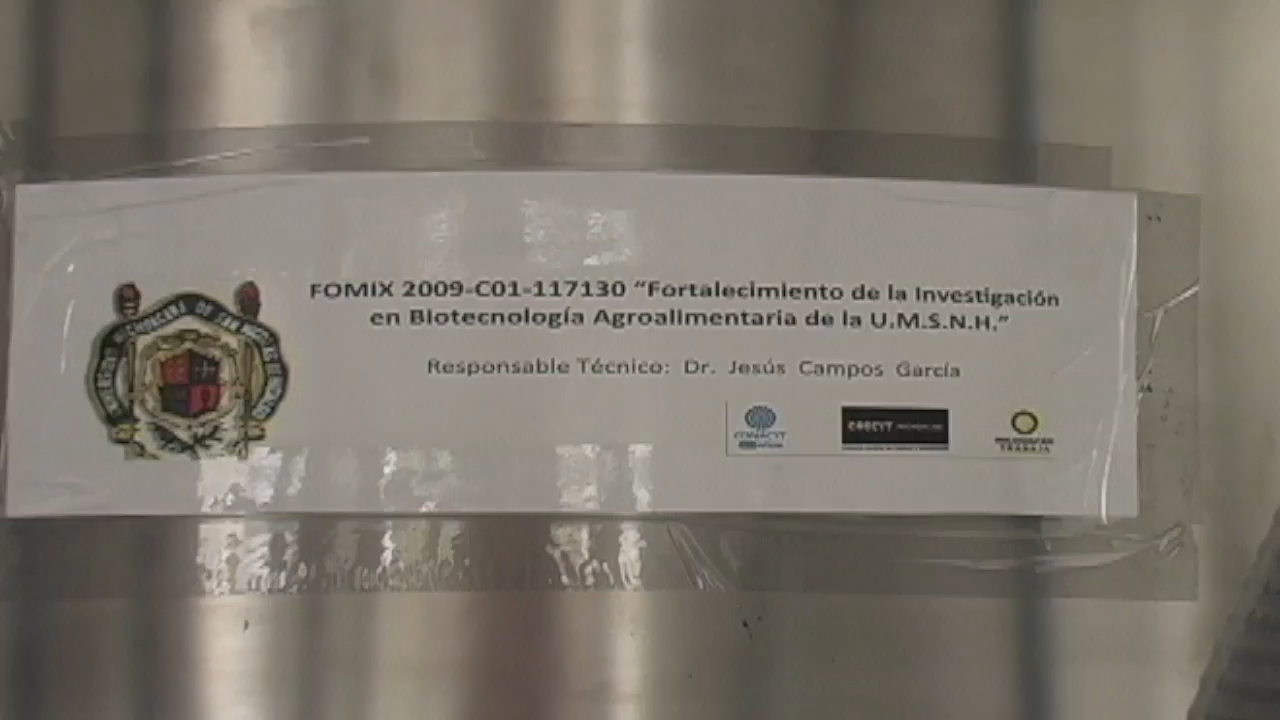 FOMIX 2009-C01-117130 “Fortalecimiento de la Investigación
en Biotecnología Agroalimentaria de la U.M.S.N.H.”
Responsable Técnico: Dr. Jesús Campos García
CONACYT
TRABAJA